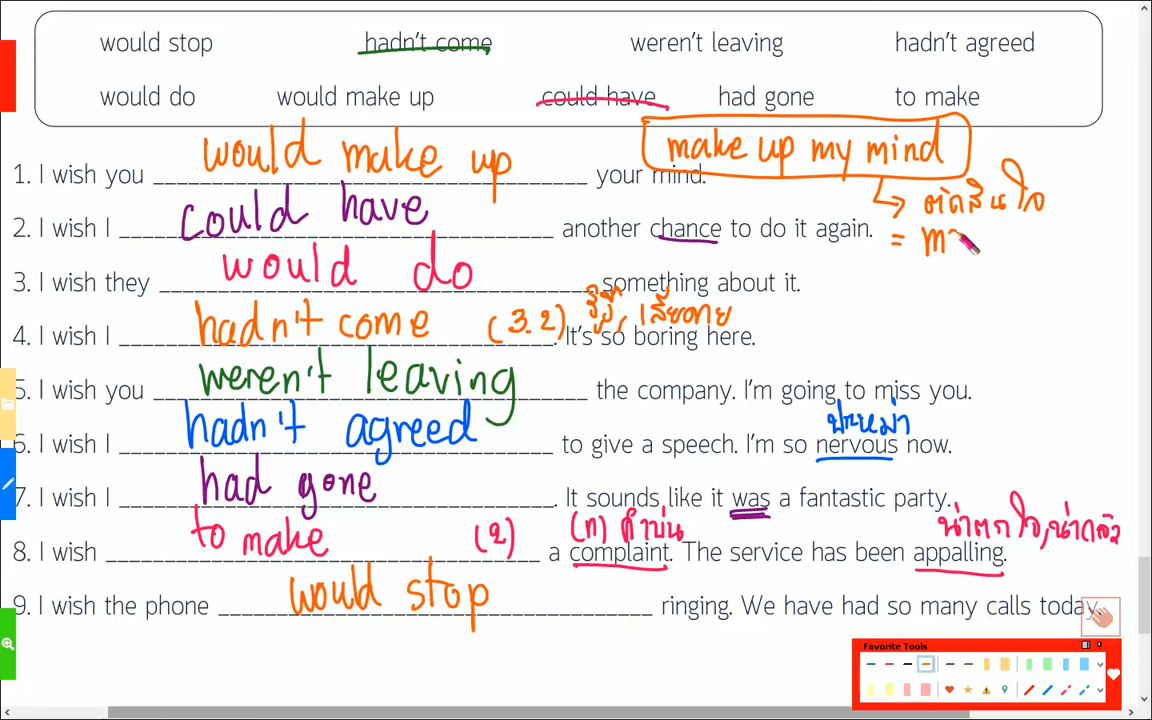 would stop hadn't come weren't leaving hadn't agreed
would do would make up could have had gone to make
make up my mind
1. I wish you would make up your mind.
→ ตัดสินใจ
2. I wish I could have another chance to do it again.
= m
3. I wish they would do something about it.
เสียดาย
4. I wish I hadn't come (3.2). It's so boring here.
5. I wish you weren't leaving the company. I'm going to miss you.
ประหม่า
6. I wish I hadn't agreed to give a speech. I'm so nervous now.
7. I wish I had gone. It sounds like it was a fantastic party.
(n) คำบ่น น่าตกใจ, น่ากลัว
8. I wish to make (2) a complaint. The service has been appalling.
9. I wish the phone would stop ringing. We have had so many calls today.
Favorite Tools